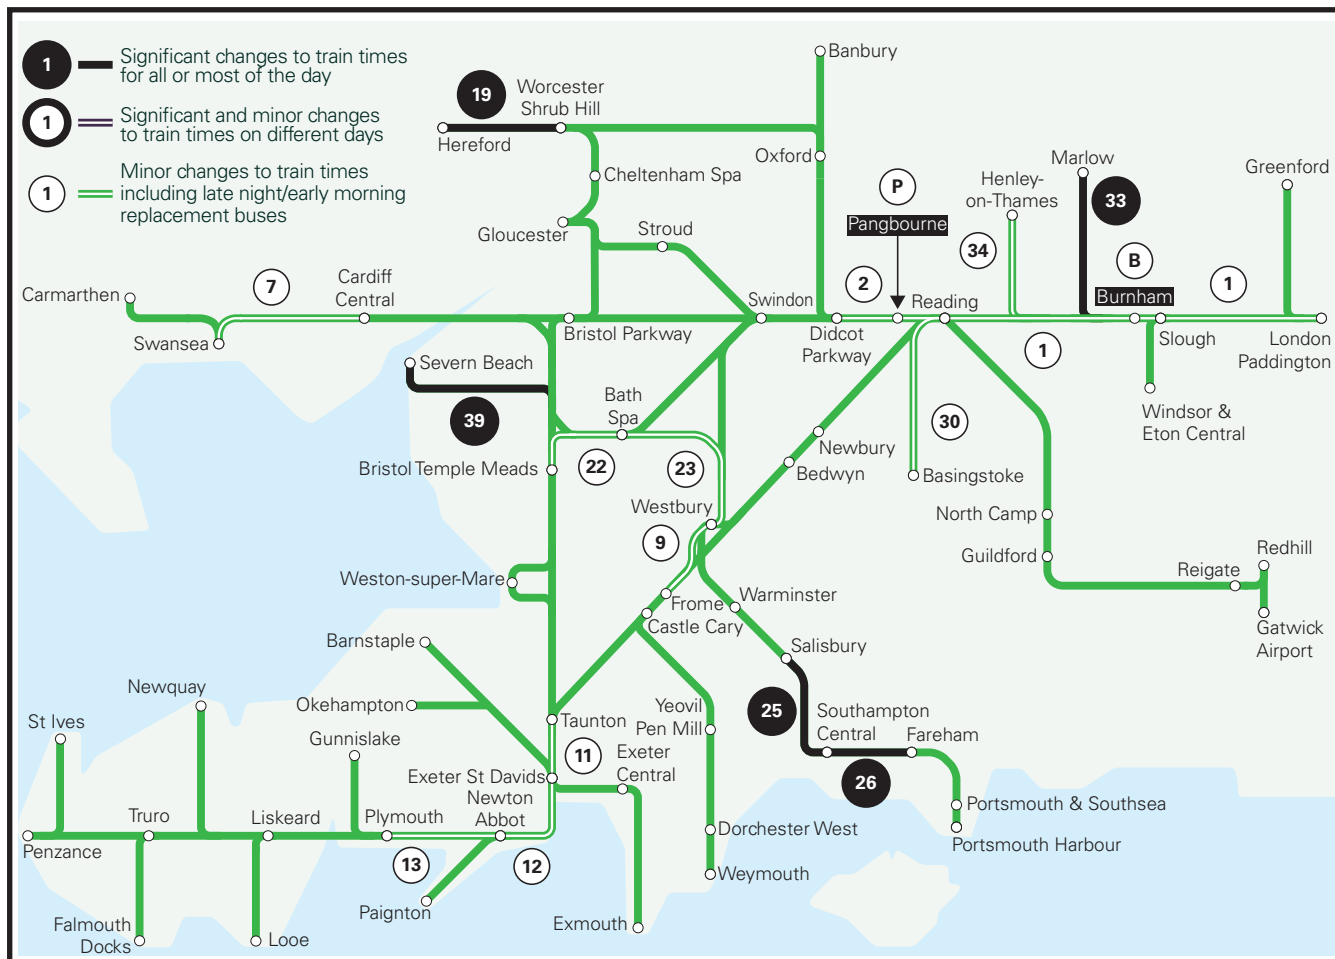 1
Significant changes to train times
for all or most of the day
1
Significant and minor changes
to train times on different days
1
Minor changes to train times
including late night/early morning
replacement buses
19
Worcester
Shrub Hill
Hereford
Banbury
Oxford
Cheltenham Spa
Gloucester
Stroud
P
Pangbourne
Henley-
on-Thames
34
Marlow
33
Greenford
B
Burnham
1
Carmarthen
7
Cardiff
Central
Swansea
Bristol Parkway
Swindon
2
Didcot
Parkway
Reading
1
Slough
London
Paddington
Windsor &
Eton Central
Severn Beach
39
Bath
Spa
Bristol Temple Meads
22
23
Newbury
Bedwyn
30
Basingstoke
Westbury
9
North Camp
Guildford
Redhill
Reigate
Gatwick
Airport
Weston-super-Mare
Frome
Castle Cary
Warminster
Salisbury
Barnstaple
Okehampton
Newquay
St Ives
Gunnislake
Taunton
11
Exeter
Central
Exeter St Davids
Newton
Abbot
Yeovil
Pen Mill
25
Southampton
Central
Fareham
26
Portsmouth & Southsea
Portsmouth Harbour
Penzance
Truro
Liskeard
Plymouth
13
12
Paignton
Falmouth
Docks
Looe
Exmouth
Dorchester West
Weymouth